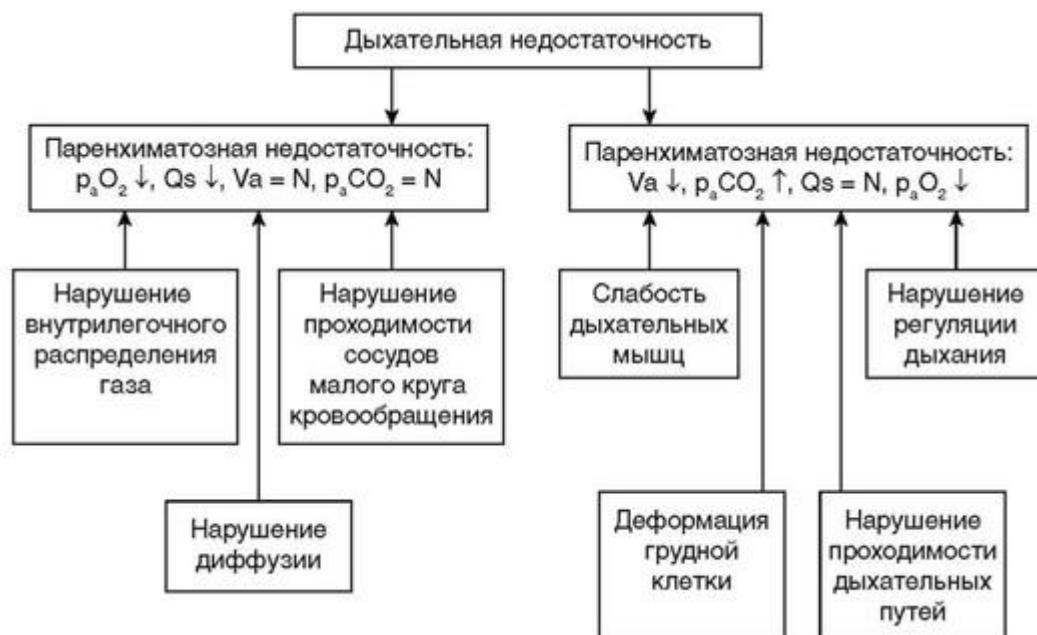 Дыхательная недостаточность
Паренхиматозная недостаточность:
pₐO₂ ↓, Qs ↓, Va = N, pₐCO₂ = N
Паренхиматозная недостаточность:
Va ↓, pₐCO₂ ↑, Qs = N, pₐO₂ ↓
Нарушение
внутрилегочного
распределения
газа
Нарушение
проходимости
сосудов
малого круга
кровообращения
Слабость
дыхательных
мышц
Нарушение
регуляции
дыхания
Нарушение
диффузии
Деформация
грудной
клетки
Нарушение
проходимости
дыхательных
путей